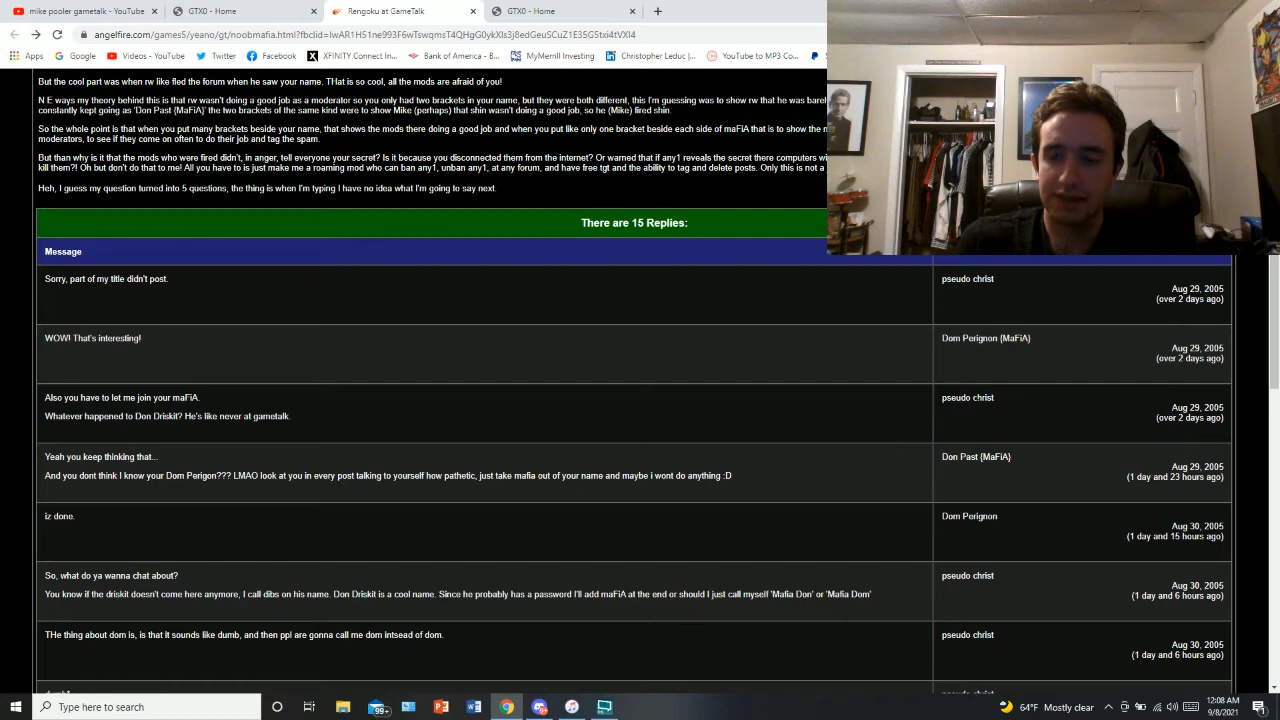 mike pooler gametalk - YouTube
GTX0 - Home
Rengoku at GameTalk
GTX0 - Home
angelfire.com/games5/yeano/gt/noobmafia.html?fbclid=IwAR1H51ne993F6wTswqmsT4QHgG0ykXIs3j8edGeuSCuZ1E35G5txi4tVXI4
Apps
Google
Videos - YouTube
Twitter
Facebook
XFINITY Connect
Bank of America - B...
MyMerrill Investing
Christopher Leduc |...
YouTube to MP3 Co...
But the best part was when rw like fled the forum when he saw your name. THat is so cool, all the mods are afraid of
N E ways my theory behind this is that rw wasn't doing a good job as a moderator so you only had two brackets in your name, but they were both different, this I'm guessing was to show rw that he was
constantly kept going as 'Don Past {MaFiA}' the two brackets of the same kind were to show Mike (perhaps) that shin wasn't doing a good job, so he (Mike) fired shin.
So the whole point is that when you put many brackets beside your name, that shows the mods there doing a good job and when you put like only one bracket beside each side of maFiA that is to show the
moderators, to see if they come on often to do their job and tag the spam.
But than why is it that the mods who were fired didn't, in anger, tell everyone your secret? Is it because you disconnected them from the internet? Or warned that if any1 reveals the secret there computers
kill them?! Oh but don't do that to me! All you have to is just make me a roaming mod who can ban any1, unban any1, at any forum, and have free tgt and the ability to tag and delete posts. Only this is not a
Heh, I guess my question turned into 5 questions, the thing is when I'm typing I have no idea what I'm going to say next.
There are 15 Replies:
Message
Sorry, part of my title didn't post.
pseudo christ
Aug 29, 2005
(over 2 days ago)
WOW! That's interesting!
Dom Perignon {MaFiA}
Aug 29, 2005
(over 2 days ago)
Also you have to let me join your maFiA.
Whatever happened to Don Driskit? He's like never at gametalk.
pseudo christ
Aug 29, 2005
(over 2 days ago)
Yeah you keep thinking that...
And you dont think I know your Dom Perigon??? LMAO look at you in every post talking to yourself how pathetic, just take mafia out of your name and maybe i wont do anything :D
Don Past {MaFiA}
Aug 29, 2005
(1 day and 23 hours ago)
iz done.
Dom Perignon
Aug 30, 2005
(1 day and 15 hours ago)
So, what do ya wanna chat about?
You know if the driskit doesn't come here anymore, I call dibs on his name. Don Driskit is a cool name. Since he probably has a password I'll add maFiA at the end or should I just call myself 'Mafia Don' or 'Mafia Dom'
pseudo christ
Aug 30, 2005
(1 day and 6 hours ago)
THe thing about dom is, is that it sounds like dumb, and then ppl are gonna call me dom intsead of dom.
pseudo christ
Aug 30, 2005
(1 day and 6 hours ago)
pseudo christ
Type here to search
99+
64°F Mostly clear
12:08 AM
9/8/2021